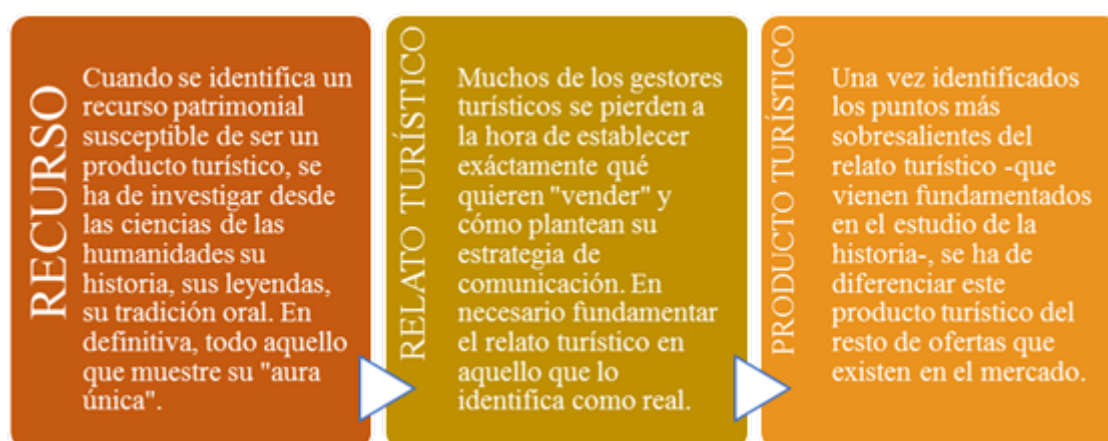 RECURSO
Cuando se identifica un
recurso patrimonial
susceptible de ser un
producto turístico, se
ha de investigar desde
las ciencias de las
humanidades su
historia, sus leyendas,
su tradición oral. En
definitiva, todo aquello
que muestre su "aura
única".
RELATO TURÍSTICO
Muchos de los gestores
turísticos se pierden a
la hora de establecer
exáctamente qué
quieren "vender" y
cómo plantean su
estrategia de
comunicación. En
necesario fundamentar
el relato turístico en
aquello que lo
identifica como real.
PRODUCTO TURÍSTICO
Una vez identificados
los puntos más
sobresalientes del
relato turístico -que
vienen fundamentados
en el estudio de la
historia-, se ha de
diferenciar este
producto turístico del
resto de ofertas que
existen en el mercado.